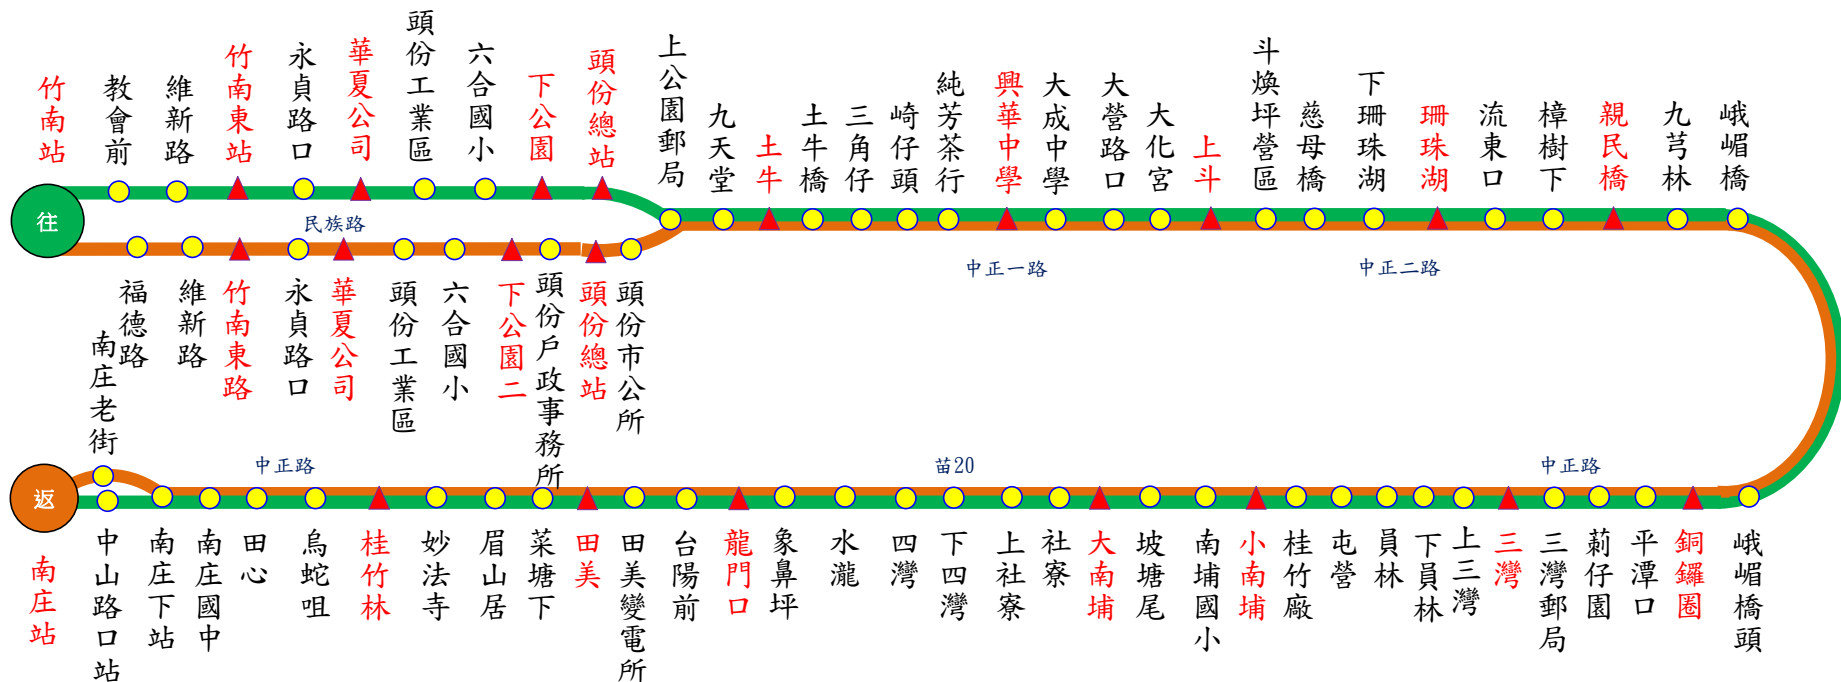 竹南站
教會前
維新路
竹南東站
永貞路口
華夏公司
頭份工業區
六合國小
下公園
頭份總站
上公園郵局
九天堂
土牛
土牛橋
三角仔
崎仔頭
純芳茶行
興華中學
大成中學
大營路口
大化宮
上斗
斗煥坪營區
慈母橋
下珊珠湖
珊珠湖
流東口
樟樹下
親民橋
九芎林
峨嵋橋
往
民族路
中正一路
中正二路
福德路
維新路
竹南東路
永貞路口
華夏公司
頭份工業區
六合國小
下公園二
頭份戶政事務所
頭份總站
頭份市公所
南庄老街
中正路
苗20
中正路
返
南庄站
中山路口站
南庄下站
南庄國中
田心
烏蛇咀
桂竹林
妙法寺
眉山居
菜塘下
田美
田美變電所
台陽前
龍門口
象鼻坪
水瀧
四灣
下四灣
上社寮
社寮
大南埔
坡塘尾
南埔國小
小南埔
桂竹廠
屯營
員林
下員林
上三灣
三灣
三灣郵局
莿仔園
平潭口
銅鑼圈
峨嵋橋頭